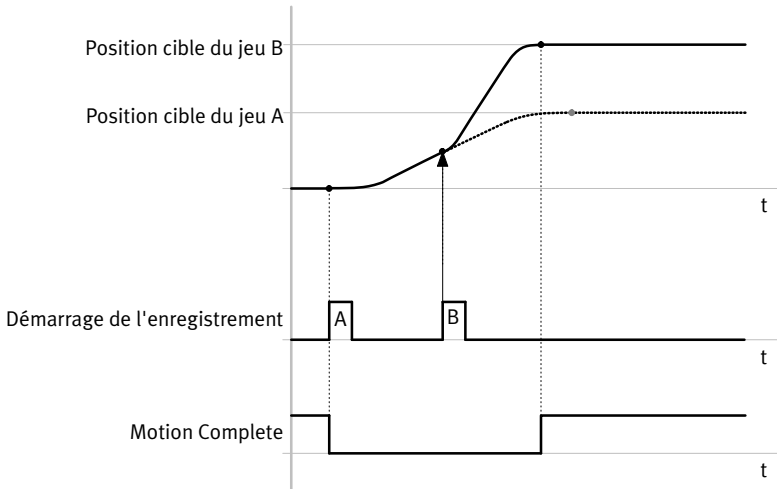 Position cible du jeu B
Position cible du jeu A
t
Démarrage de l'enregistrement
A
B
t
Motion Complete
t